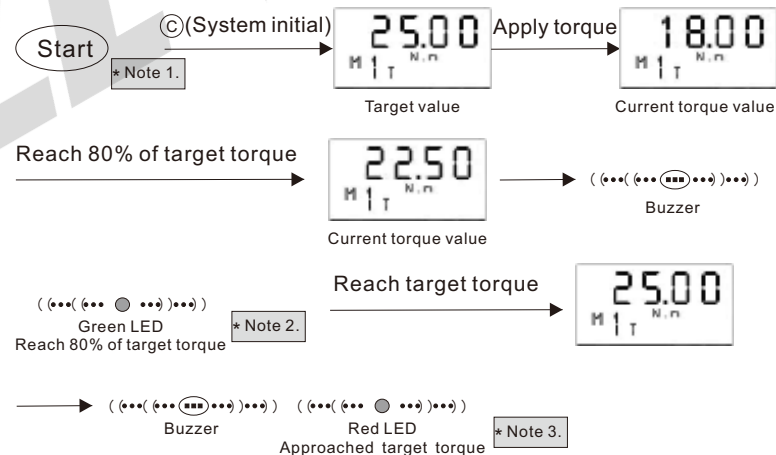 Start
Ⓒ(System initial)
* Note 1.
25.00
M 1 T N.m
Target value
Apply torque
18.00
M 1 T N.m
Current torque value
Reach 80% of target torque
22.50
M 1 T N.m
Current torque value
Buzzer
Green LED
Reach 80% of target torque
* Note 2.
Reach target torque
25.00
M 1 T N.m
Buzzer
Red LED
Approached target torque
* Note 3.